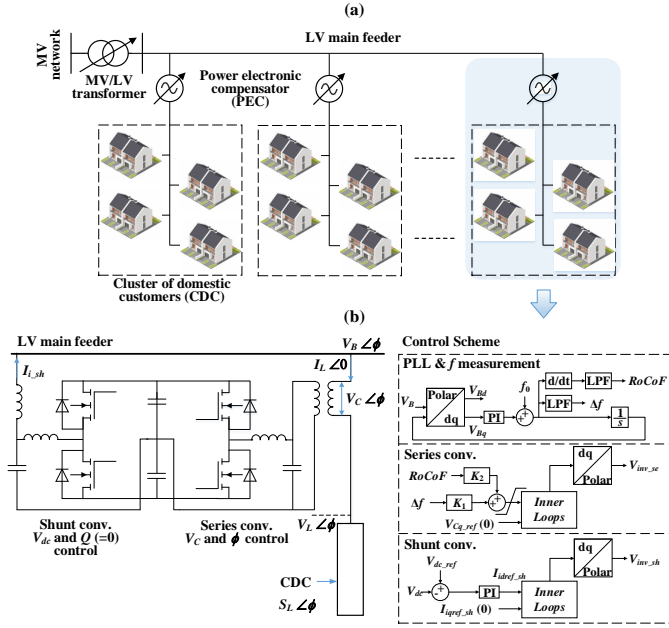 (a)
LV main feeder
MV
network
MV/LV
transformer
Power electronic
compensator
(PEC)
Cluster of domestic
customers (CDC)
(b)
LV main feeder
V_B ∠ϕ
I_i_sh
I_L ∠0
V_C ∠ϕ
Shunt conv.
V_dc and Q (=0)
control
Series conv.
V_C and ϕ control
V_L ∠ϕ
CDC
S_L ∠ϕ
Control Scheme
PLL & f measurement
V_B
Polar
dq
V_Bd
V_Bq
PI
f_0
+
+
d/dt
LPF
RoCoF
LPF
Δf
1
s
Series conv.
RoCoF
K_2
Δf
K_1
+
+
V_Cq_ref (0)
Inner
Loops
dq
Polar
V_inv_se
Shunt conv.
V_dc_ref
V_dc
+
-
PI
I_idref_sh
I_iqref_sh (0)
Inner
Loops
dq
Polar
V_inv_sh